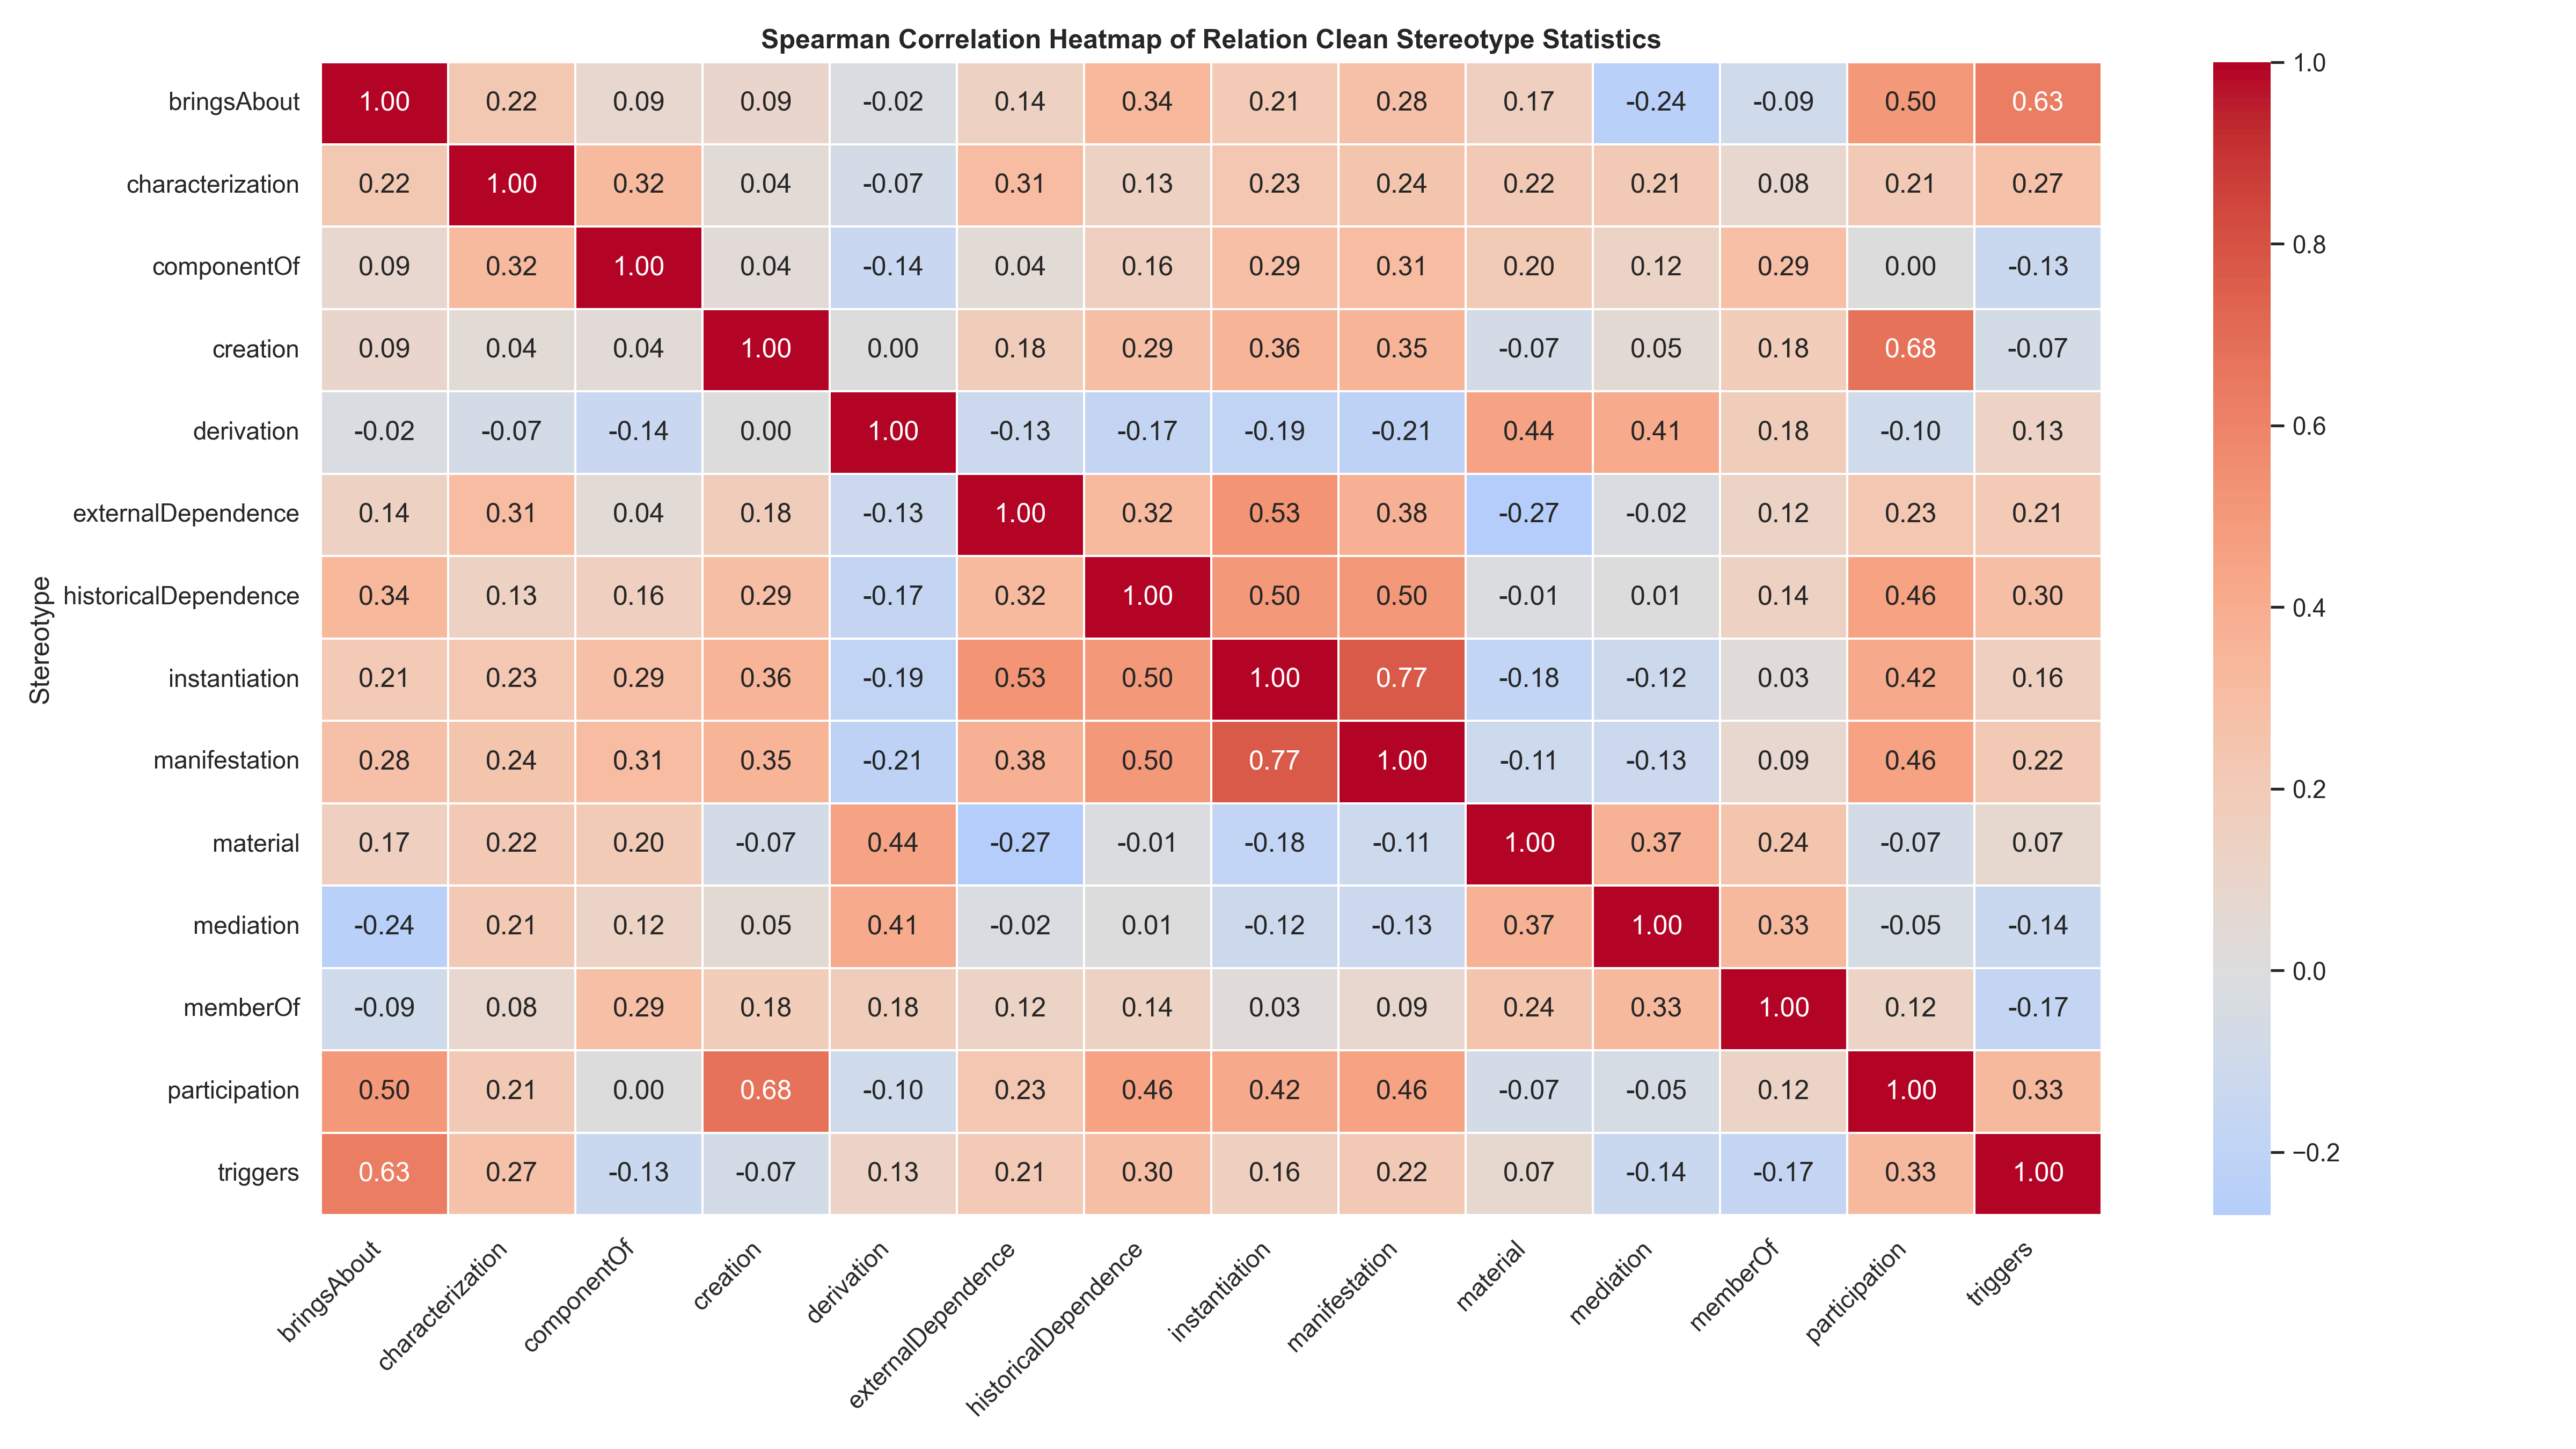 Spearman Correlation Heatmap of Relation Clean Stereotype Statistics
Stereotype
bringsAbout 1.00 0.22 0.09 0.09 -0.02 0.14 0.34 0.21 0.28 0.17 -0.24 -0.09 0.50 0.63
characterization 0.22 1.00 0.32 0.04 -0.07 0.31 0.13 0.23 0.24 0.22 0.21 0.08 0.21 0.27
componentOf 0.09 0.32 1.00 0.04 -0.14 0.04 0.16 0.29 0.31 0.20 0.12 0.29 0.00 -0.13
creation 0.09 0.04 0.04 1.00 0.00 0.18 0.29 0.36 0.35 -0.07 0.05 0.18 0.68 -0.07
derivation -0.02 -0.07 -0.14 0.00 1.00 -0.13 -0.17 -0.19 -0.21 0.44 0.41 0.18 -0.10 0.13
externalDependence 0.14 0.31 0.04 0.18 -0.13 1.00 0.32 0.53 0.38 -0.27 -0.02 0.12 0.23 0.21
historicalDependence 0.34 0.13 0.16 0.29 -0.17 0.32 1.00 0.50 0.50 -0.01 0.01 0.14 0.46 0.30
instantiation 0.21 0.23 0.29 0.36 -0.19 0.53 0.50 1.00 0.77 -0.18 -0.12 0.03 0.42 0.16
manifestation 0.28 0.24 0.31 0.35 -0.21 0.38 0.50 0.77 1.00 -0.11 -0.13 0.09 0.46 0.22
material 0.17 0.22 0.20 -0.07 0.44 -0.27 -0.01 -0.18 -0.11 1.00 0.37 0.24 -0.07 0.07
mediation -0.24 0.21 0.12 0.05 0.41 -0.02 0.01 -0.12 -0.13 0.37 1.00 0.33 -0.05 -0.14
memberOf -0.09 0.08 0.29 0.18 0.18 0.12 0.14 0.03 0.09 0.24 0.33 1.00 0.12 -0.17
participation 0.50 0.21 0.00 0.68 -0.10 0.23 0.46 0.42 0.46 -0.07 -0.05 0.12 1.00 0.33
triggers 0.63 0.27 -0.13 -0.07 0.13 0.21 0.30 0.16 0.22 0.07 -0.14 -0.17 0.33 1.00
bringsAbout characterization componentOf creation derivation externalDependence historicalDependence instantiation manifestation material mediation memberOf participation triggers
1.0
0.8
0.6
0.4
0.2
0.0
−0.2